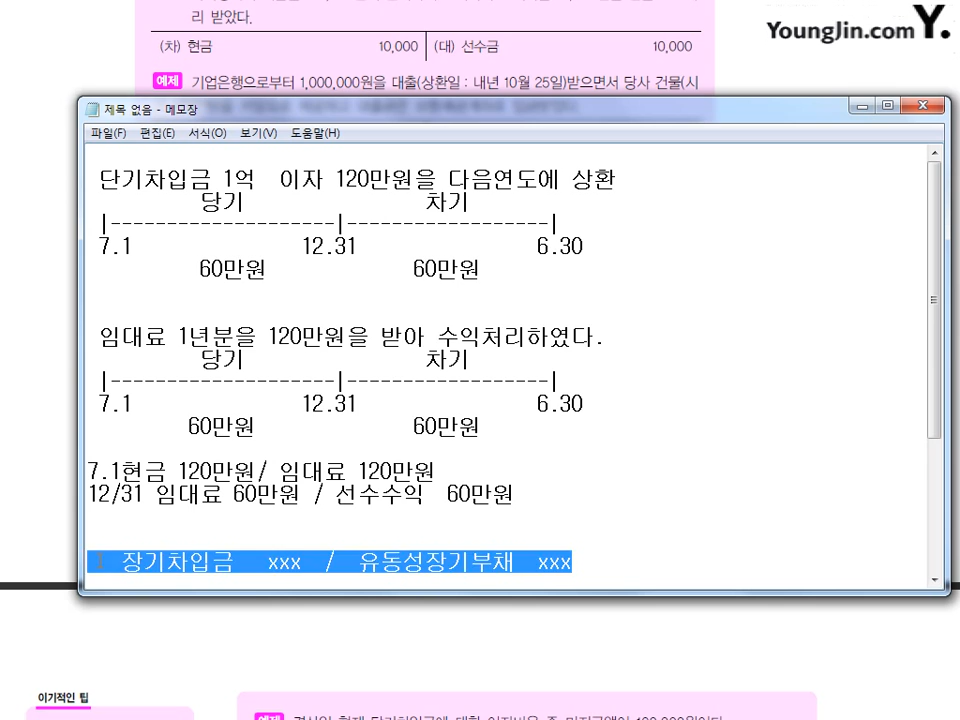 리 받았다.
YoungJin.com Y.
(차) 현금 10,000 (대) 선수금 10,000
예제 기업은행으로부터 1,000,000원을 대출(상환일 : 내년 10월 25일)받으면서 당사 건물(시
제목 없음 - 메모장
파일(F) 편집(E) 서식(O) 보기(V) 도움말(H)
단기차입금 1억 이자 120만원을 다음연도에 상환
당기 차기
|--------------------|------------------|
7.1 12.31 6.30
60만원 60만원
임대료 1년분을 120만원을 받아 수익처리하였다.
당기 차기
|--------------------|------------------|
7.1 12.31 6.30
60만원 60만원
7.1현금 120만원/ 임대료 120만원
12/31 임대료 60만원 / 선수수익 60만원
장기차입금 xxx / 유동성장기부채 xxx
이기적인 팁